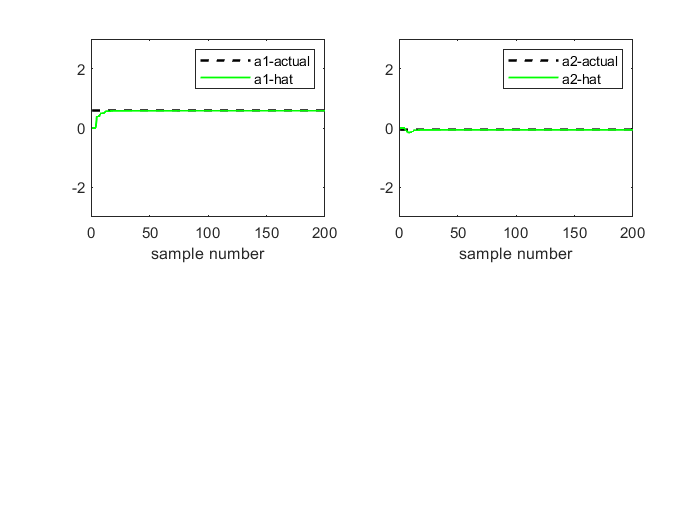 a1-actual
a1-hat
2
0
-2
0 50 100 150 200
sample number
a2-actual
a2-hat
2
0
-2
0 50 100 150 200
sample number